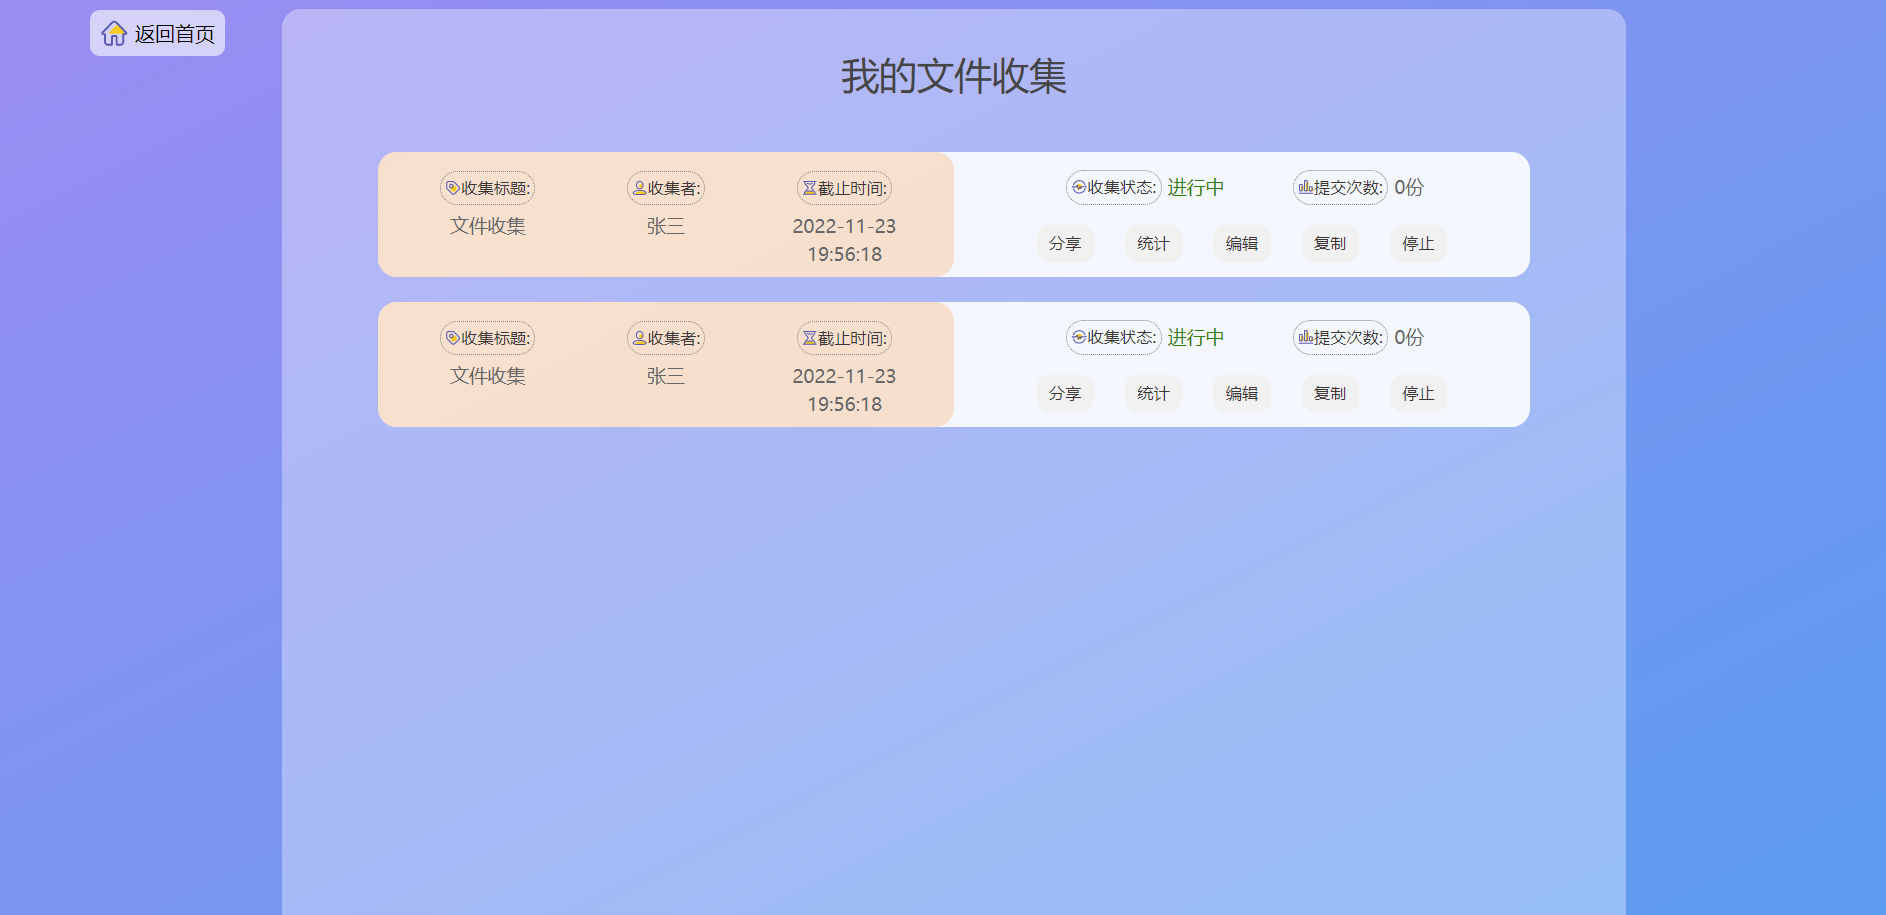 返回首页
我的文件收集
收集标题: 收集者: 截止时间: 收集状态: 进行中 提交次数: 0份
文件收集 张三 2022-11-23
19:56:18
分享 统计 编辑 复制 停止
收集标题: 收集者: 截止时间: 收集状态: 进行中 提交次数: 0份
文件收集 张三 2022-11-23
19:56:18
分享 统计 编辑 复制 停止